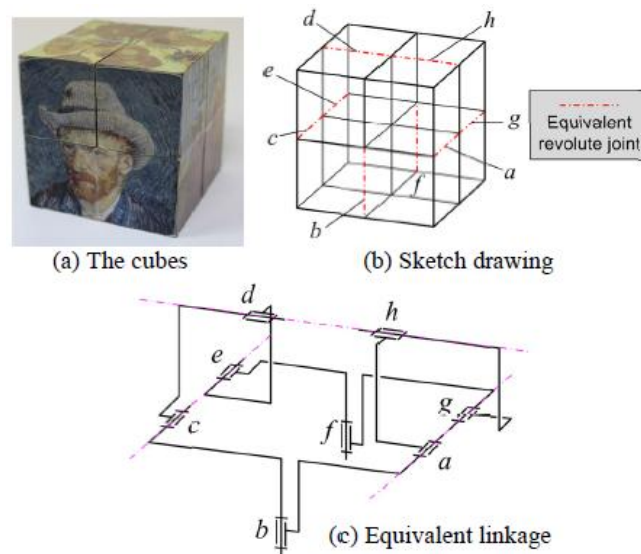 d
h
e
c
g
a
f
b
Equivalent
revolute joint
(a) The cubes
(b) Sketch drawing
d
h
e
c
f
g
a
b
(c) Equivalent linkage